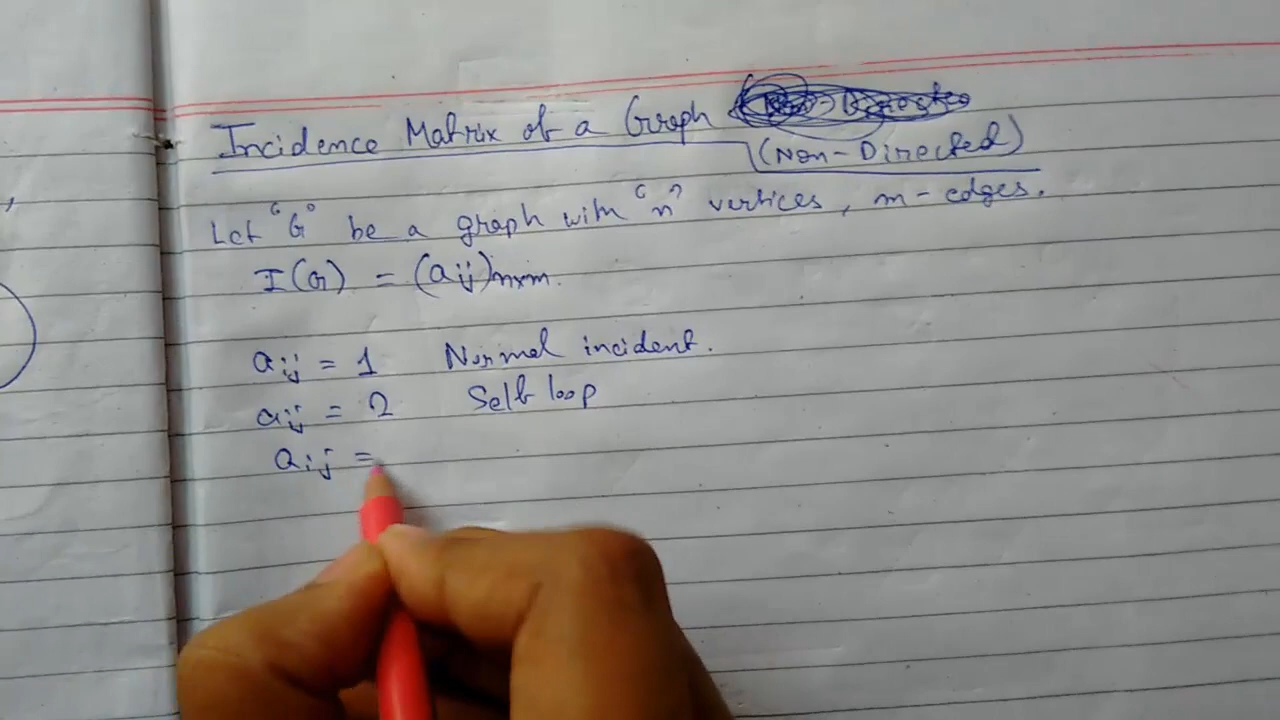 Incidence Matrix of a Graph
(Non-Directed)
Let "G" be a graph with "n" vertices, m-edges.
I(G) = (aij)n×m.
aij = 1 Normal incident.
aij = 2 Self loop
aij =